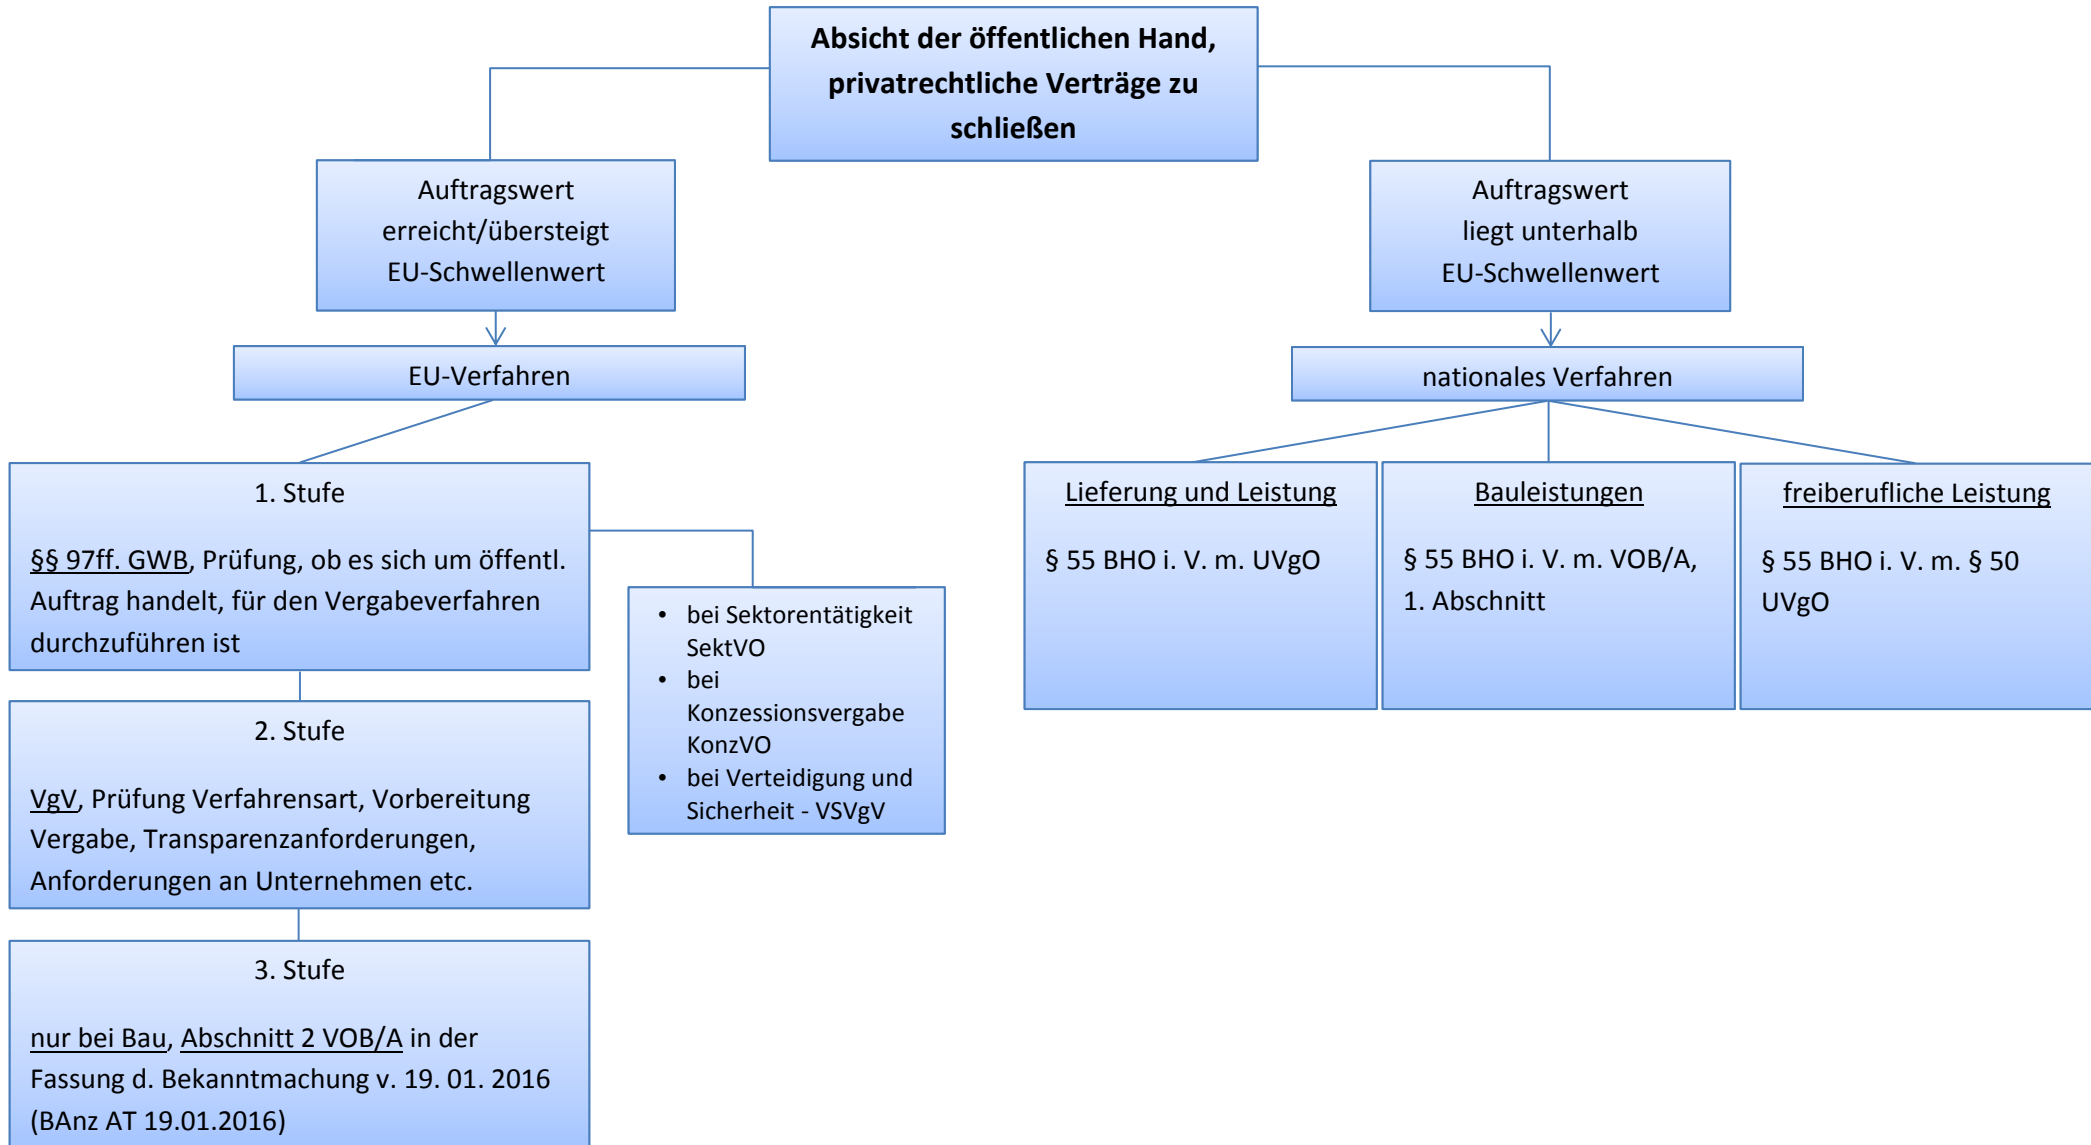 Absicht der öffentlichen Hand,
privatrechtliche Verträge zu
schließen
Auftragswert
erreicht/übersteigt
EU-Schwellenwert
Auftragswert
liegt unterhalb
EU-Schwellenwert
EU-Verfahren
nationales Verfahren
1. Stufe
§§ 97ff. GWB, Prüfung, ob es sich um öffentl.
Auftrag handelt, für den Vergabeverfahren
durchzuführen ist
• bei Sektorentätigkeit
SektVO
• bei
Konzessionsvergabe
KonzVO
• bei Verteidigung und
Sicherheit - VSVgV
2. Stufe
VgV, Prüfung Verfahrensart, Vorbereitung
Vergabe, Transparenzanforderungen,
Anforderungen an Unternehmen etc.
3. Stufe
nur bei Bau, Abschnitt 2 VOB/A in der
Fassung d. Bekanntmachung v. 19. 01. 2016
(BAnz AT 19.01.2016)
Lieferung und Leistung
§ 55 BHO i. V. m. UVgO
Bauleistungen
§ 55 BHO i. V. m. VOB/A,
1. Abschnitt
freiberufliche Leistung
§ 55 BHO i. V. m. § 50
UVgO